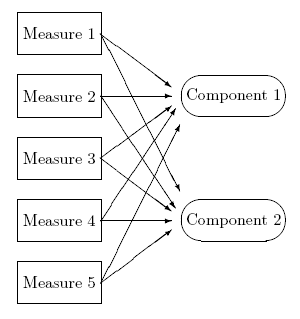 Measure 1
Measure 2
Component 1
Measure 3
Measure 4
Component 2
Measure 5